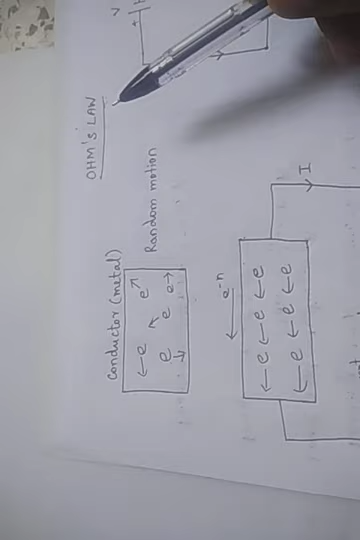 OHM'S LAW
V
Conductor (metal)
Random motion
e e
e e e
e-n
I
e e e
e e e